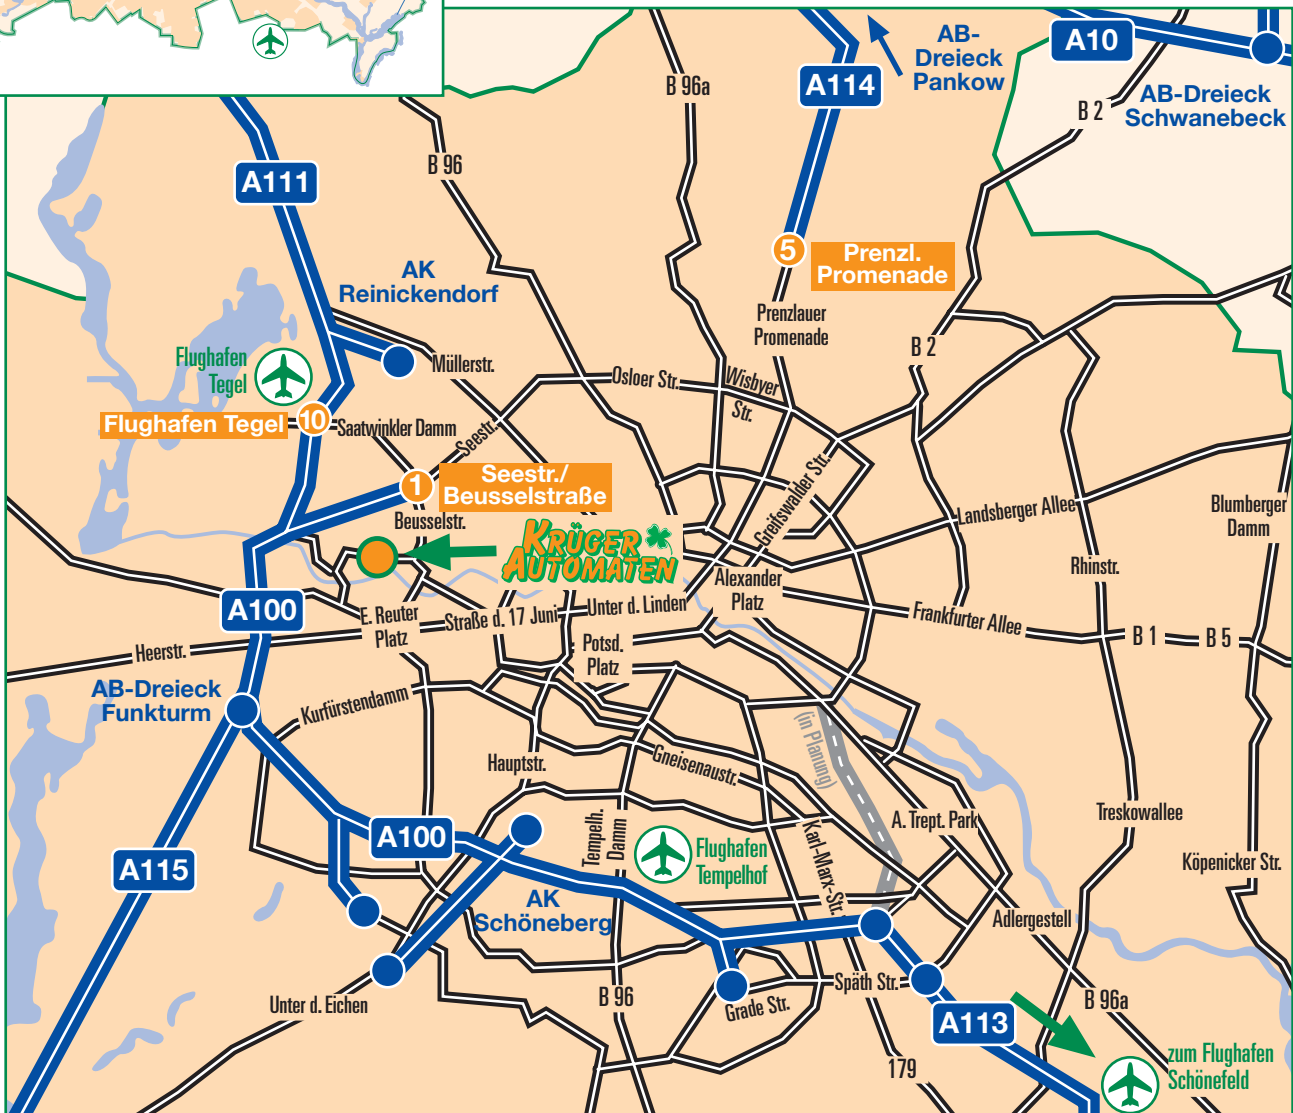 A10
AB-
Dreieck
Pankow
AB-Dreieck
Schwanebeck
B 96a
A114
B 2
B 96
A111
5
Prenzl.
Promenade
AK
Reinickendorf
Prenzlauer
Promenade
B 2
Flughafen
Tegel
Müllerstr.
Osloer Str.
Wisbyer
Str.
Flughafen Tegel
10
Saatwinkler Damm
Seestr.
1
Seestr./
Beusselstraße
Greifswalder Str.
Landsberger Allee
Blumberger
Damm
Beusselstr.
KRÜGER
AUTOMATEN
Rhinstr.
Alexander
Platz
A100
E. Reuter
Platz
Straße d. 17 Juni
Unter d. Linden
Frankfurter Allee
B 1
B 5
Heerstr.
Potsd.
Platz
AB-Dreieck
Funkturm
Kurfürstendamm
(in Planung)
Hauptstr.
Gneisenaustr.
A. Trept. Park
Treskowallee
A100
Tempelh.
Damm
Flughafen
Tempelhof
Karl-Marx-Str.
Köpenicker Str.
A115
AK
Schöneberg
Adlergestell
Unter d. Eichen
B 96
Grade Str.
Späth Str.
B 96a
A113
179
zum Flughafen
Schönefeld